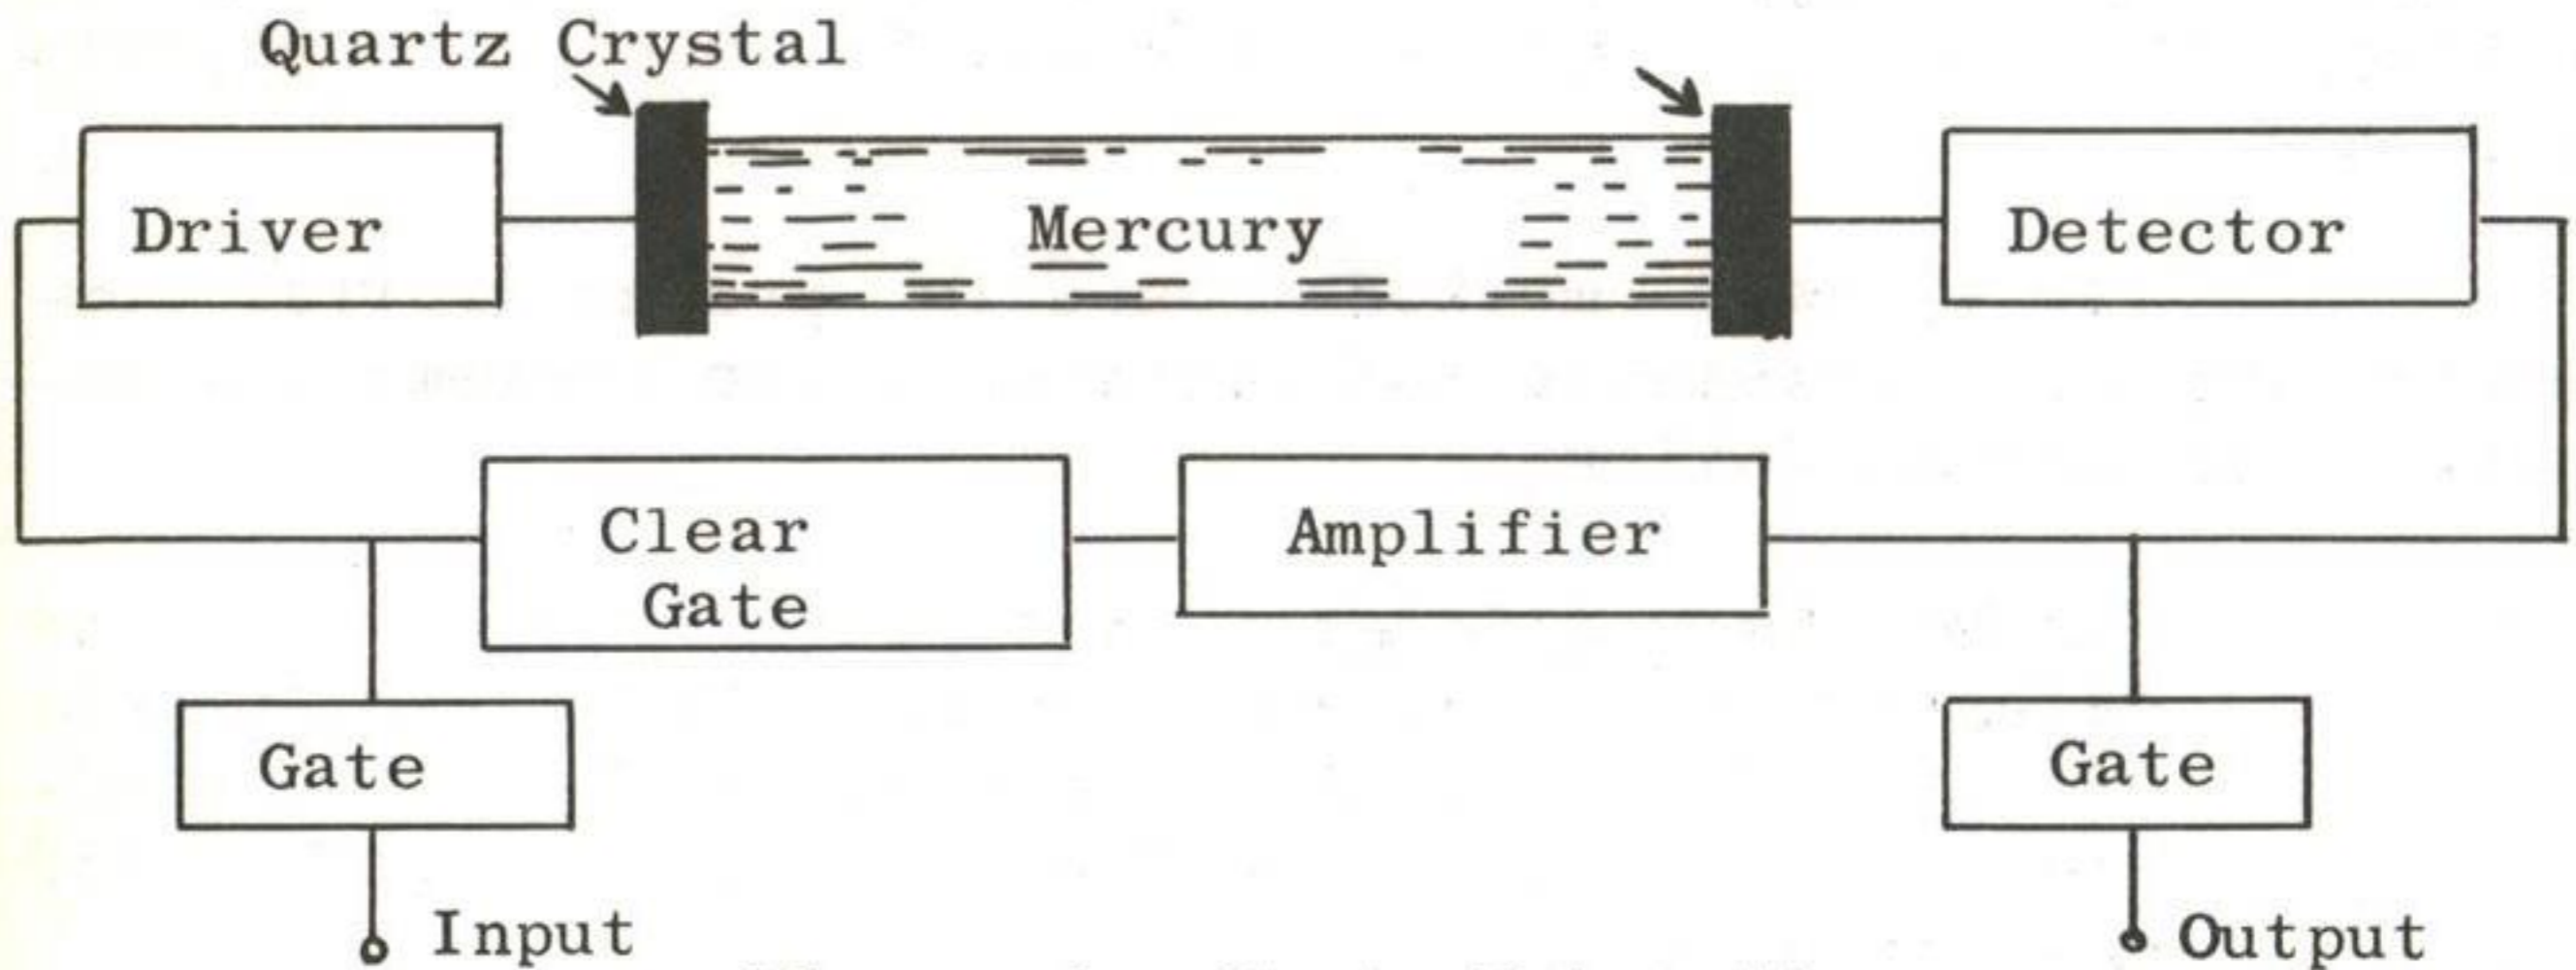 Quartz Crystal
Driver
Mercury
Detector
Clear
Gate
Amplifier
Gate
Gate
Input
Output